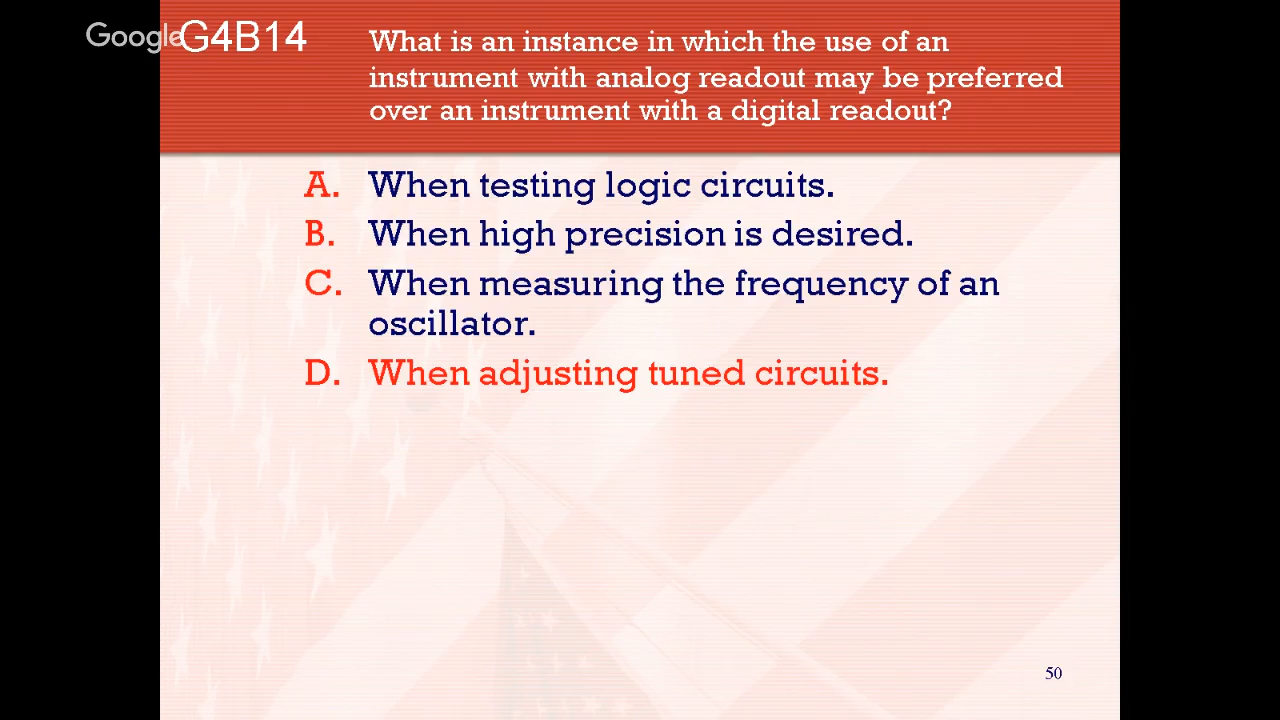 Google G4B14
What is an instance in which the use of an
instrument with analog readout may be preferred
over an instrument with a digital readout?
A. When testing logic circuits.
B. When high precision is desired.
C. When measuring the frequency of an
oscillator.
D. When adjusting tuned circuits.
50